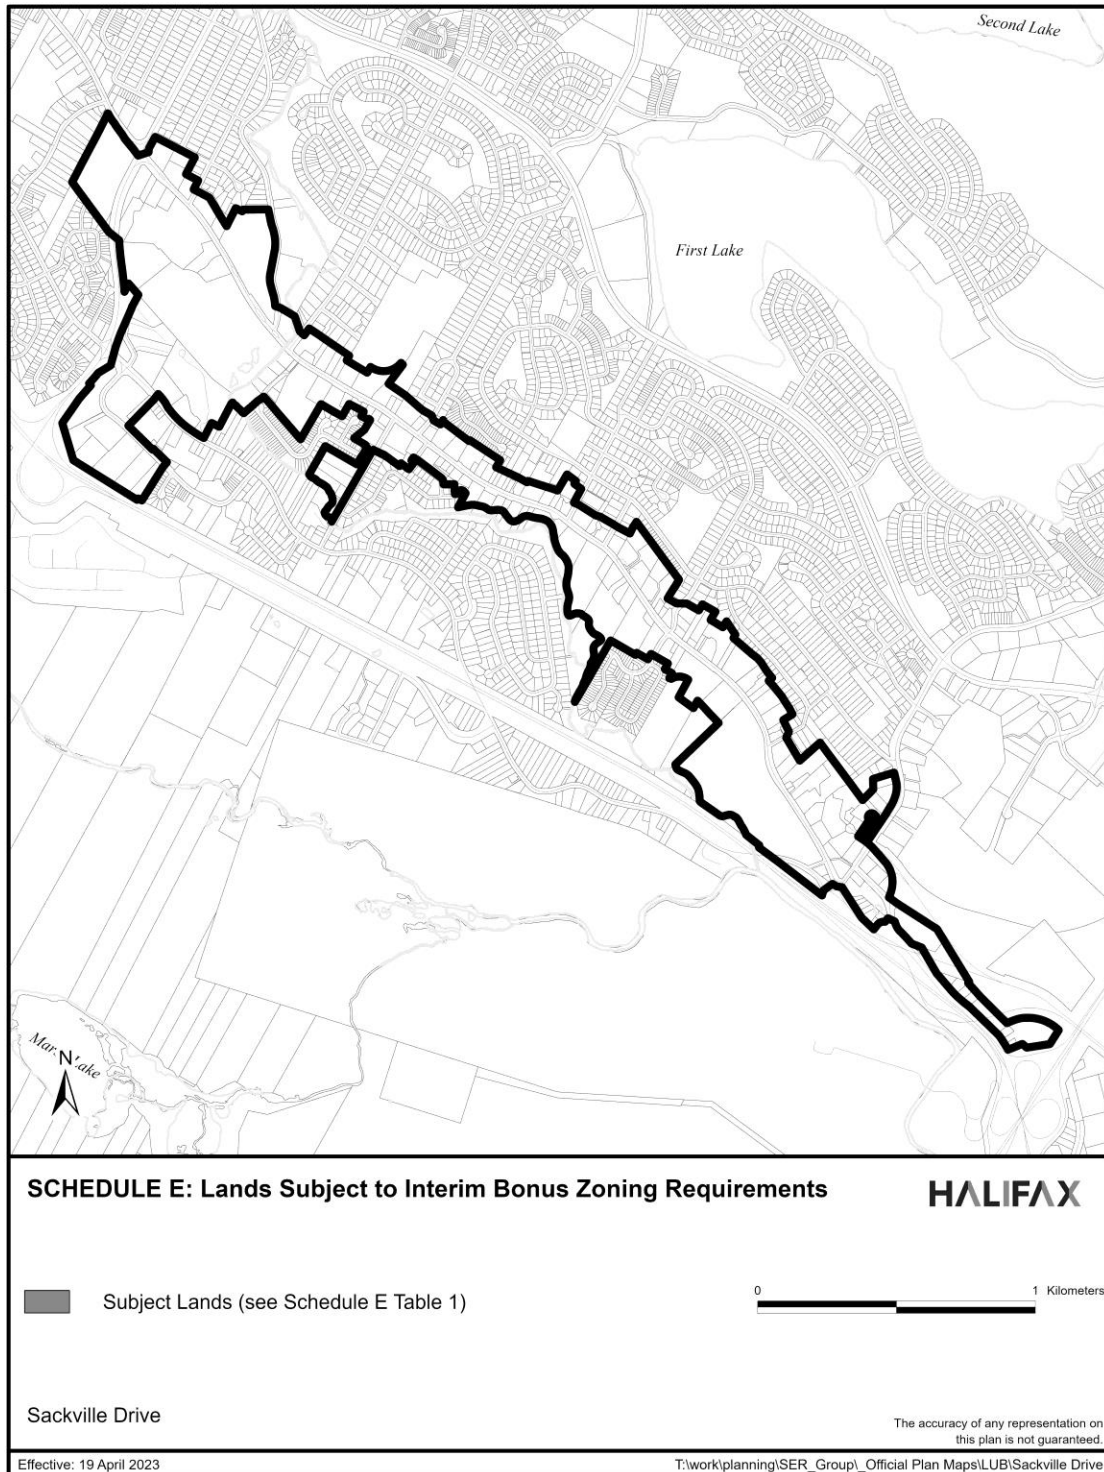 Second Lake
First Lake
Lake
N
SCHEDULE E: Lands Subject to Interim Bonus Zoning Requirements
HALIFAX
Subject Lands (see Schedule E Table 1)
0 1 Kilometers
Sackville Drive
The accuracy of any representation on
this plan is not guaranteed.
Effective: 19 April 2023
T:\work\planning\SER_Group\_Official Plan Maps\LUB\Sackville Drive